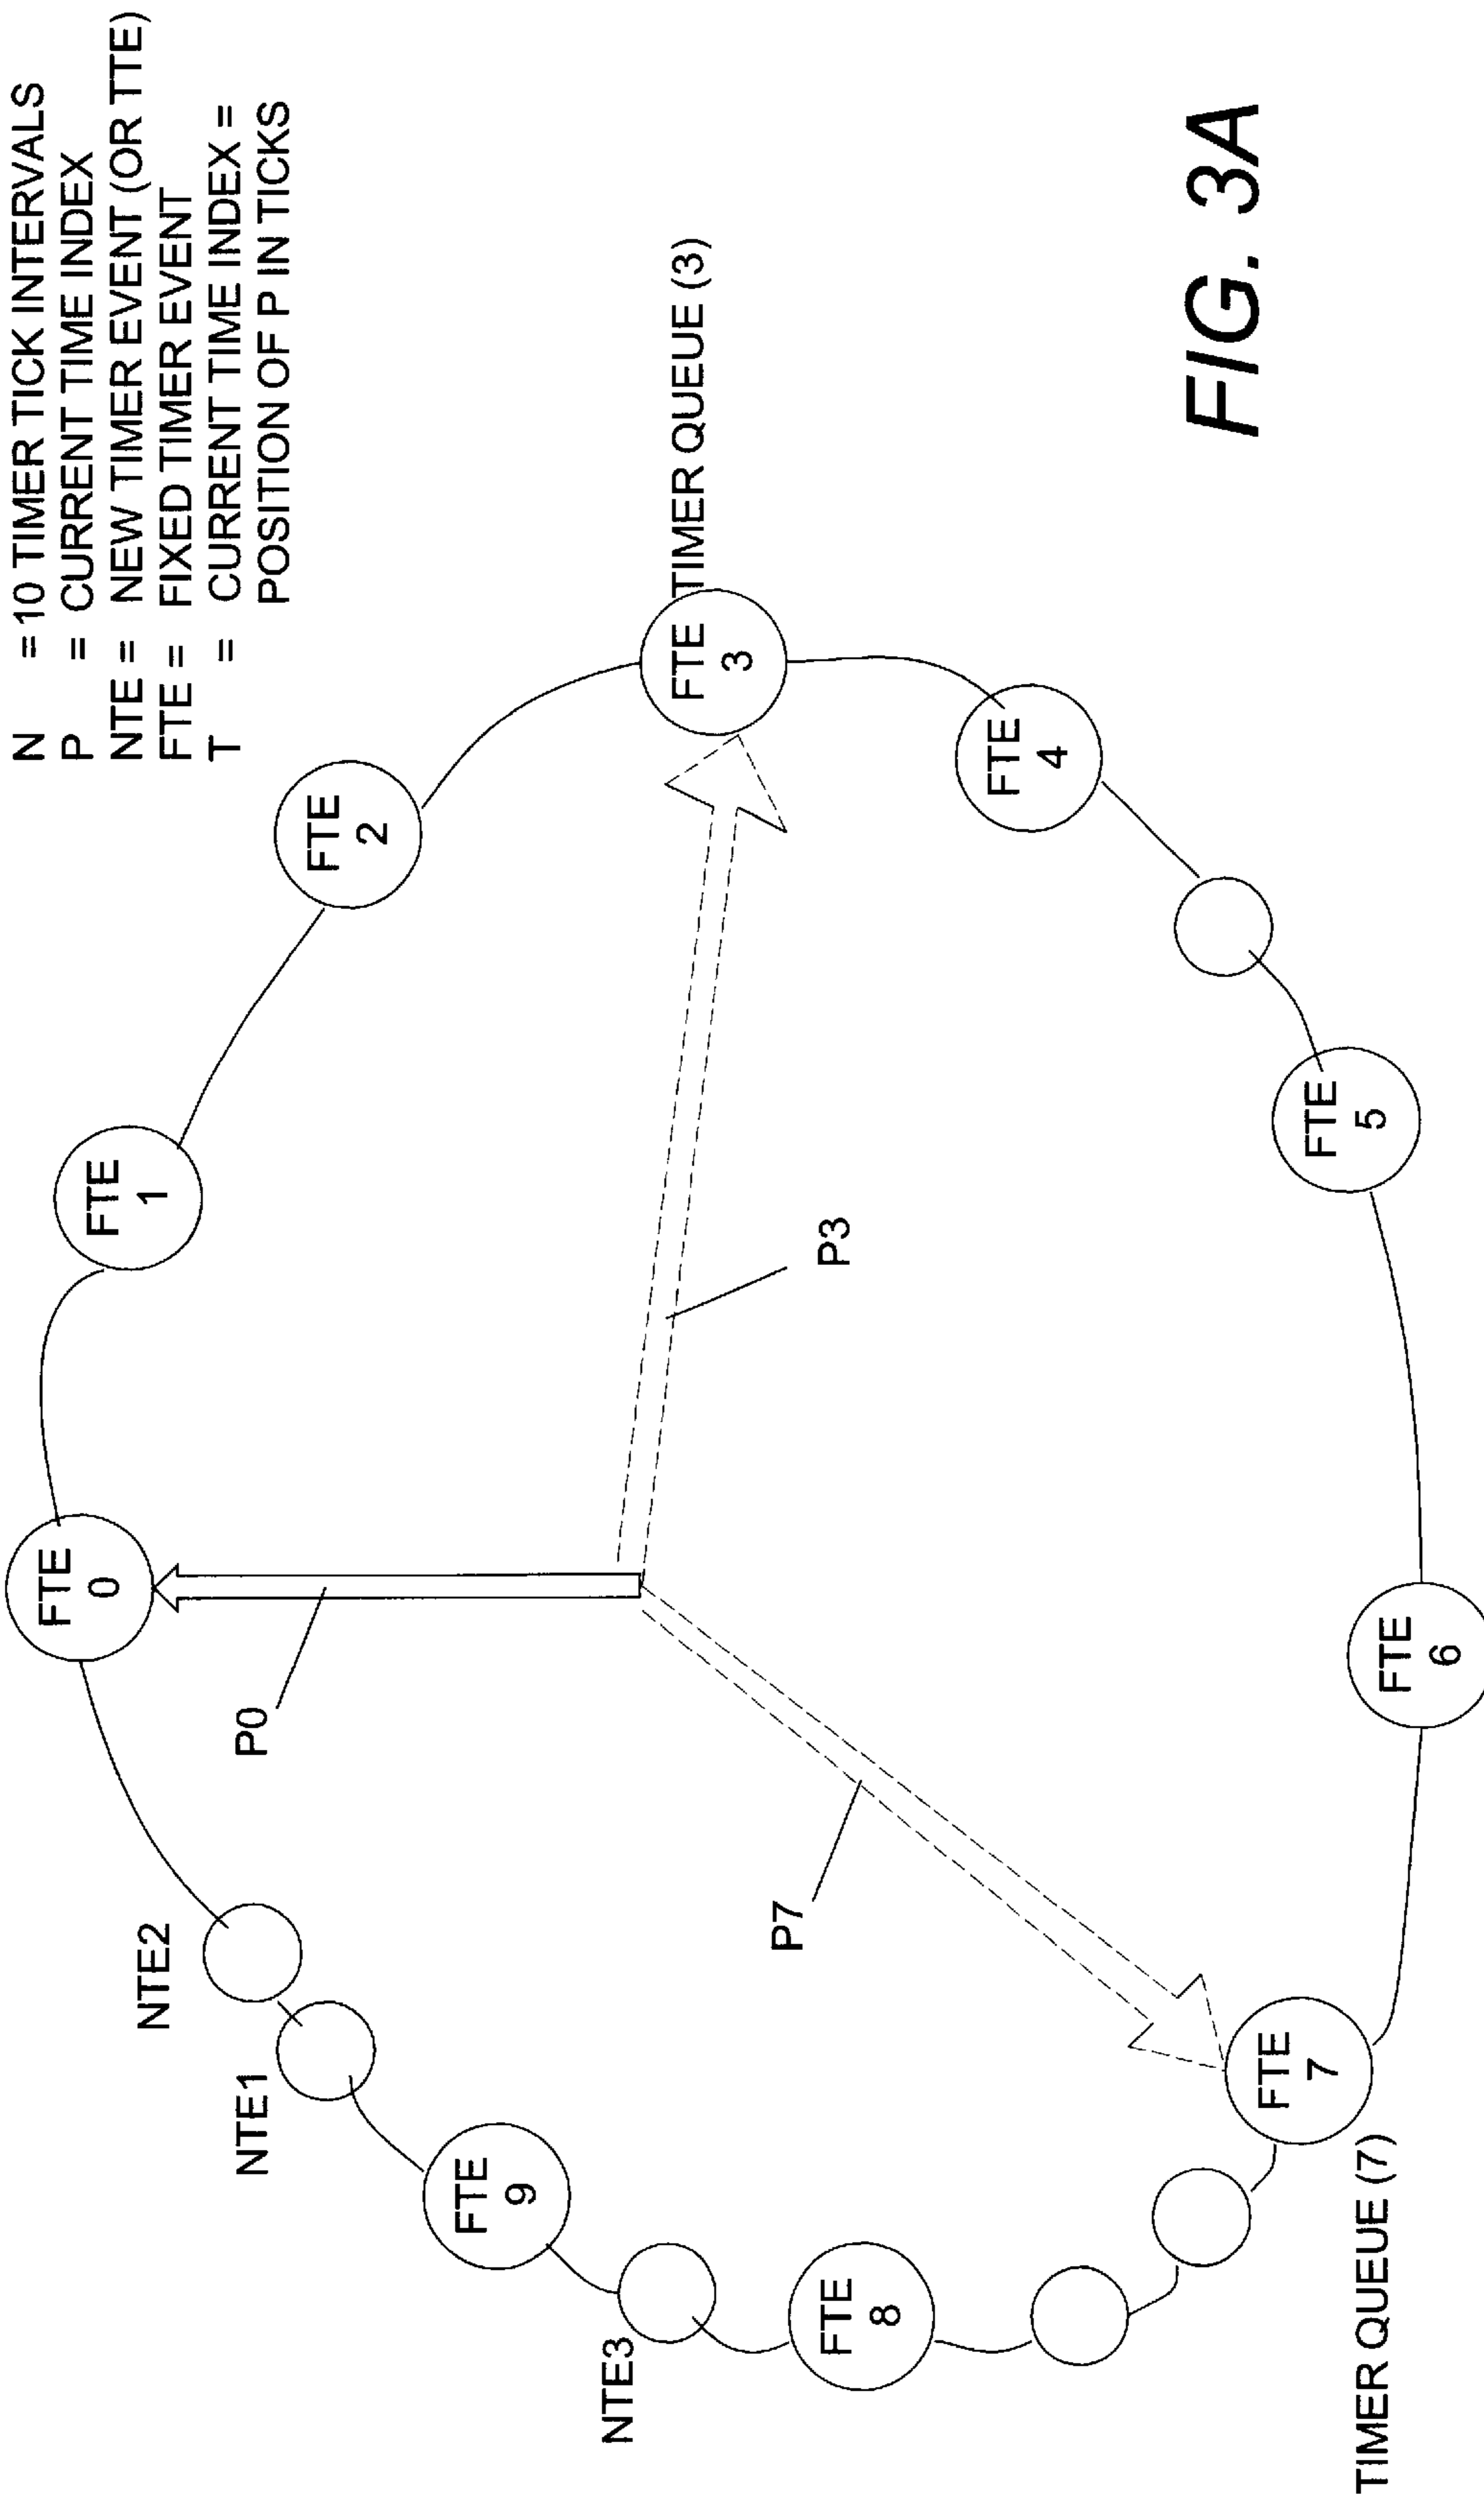 N =10 TIMER TICK INTERVALS
P = CURRENT TIME INDEX
NTE = NEW TIMER EVENT (OR TTE)
FTE = FIXED TIMER EVENT
T = CURRENT TIME INDEX =
POSITION OF P IN TICKS
FTE
0
FTE
1
FTE
2
FTE
3
TIMER QUEUE (3)
FTE
4
FTE
5
FTE
6
FTE
7
TIMER QUEUE (7)
FTE
8
NTE3
FTE
9
NTE1
NTE2
P0
P3
P7
FIG. 3A